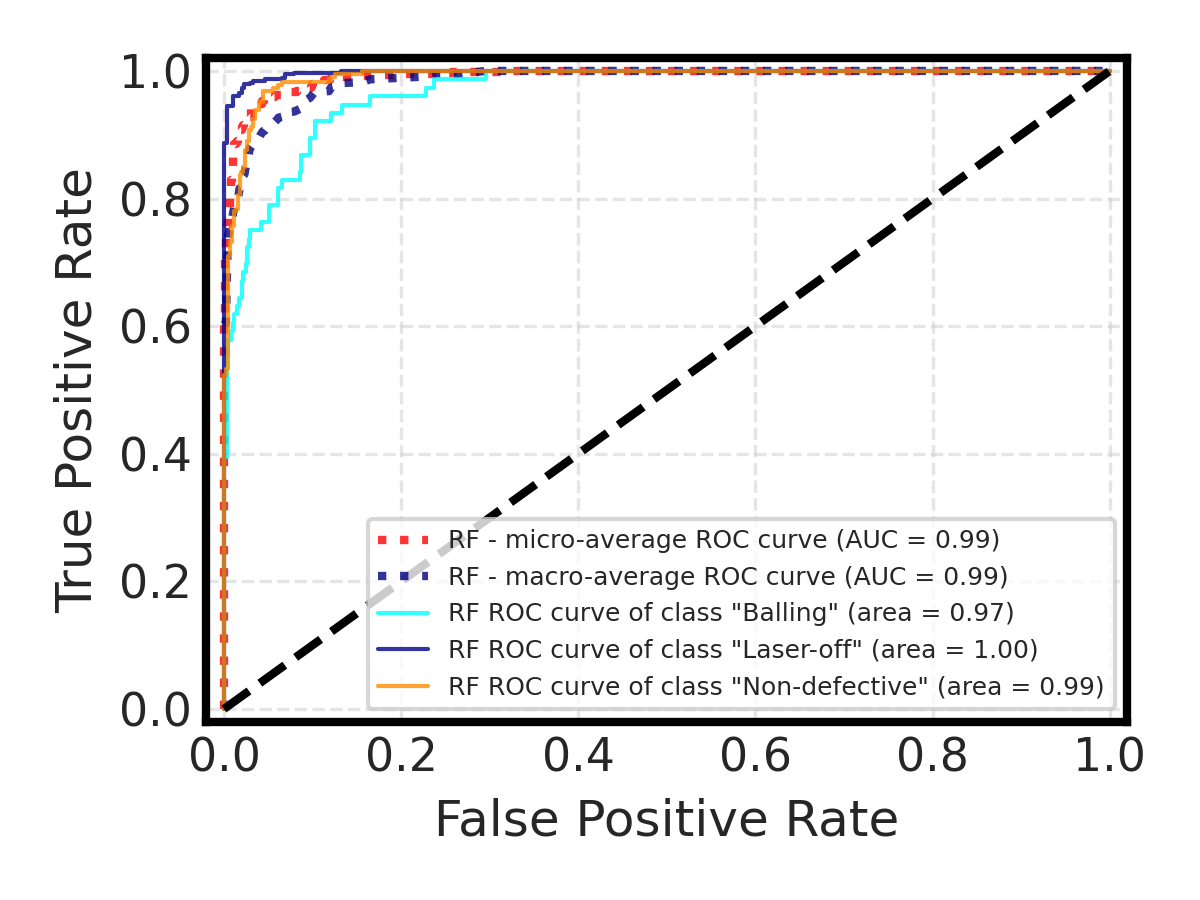 True Positive Rate
1.0
0.8
0.6
0.4
0.2
0.0
RF - micro-average ROC curve (AUC = 0.99)
RF - macro-average ROC curve (AUC = 0.99)
RF ROC curve of class "Balling" (area = 0.97)
RF ROC curve of class "Laser-off" (area = 1.00)
RF ROC curve of class "Non-defective" (area = 0.99)
0.0 0.2 0.4 0.6 0.8 1.0
False Positive Rate